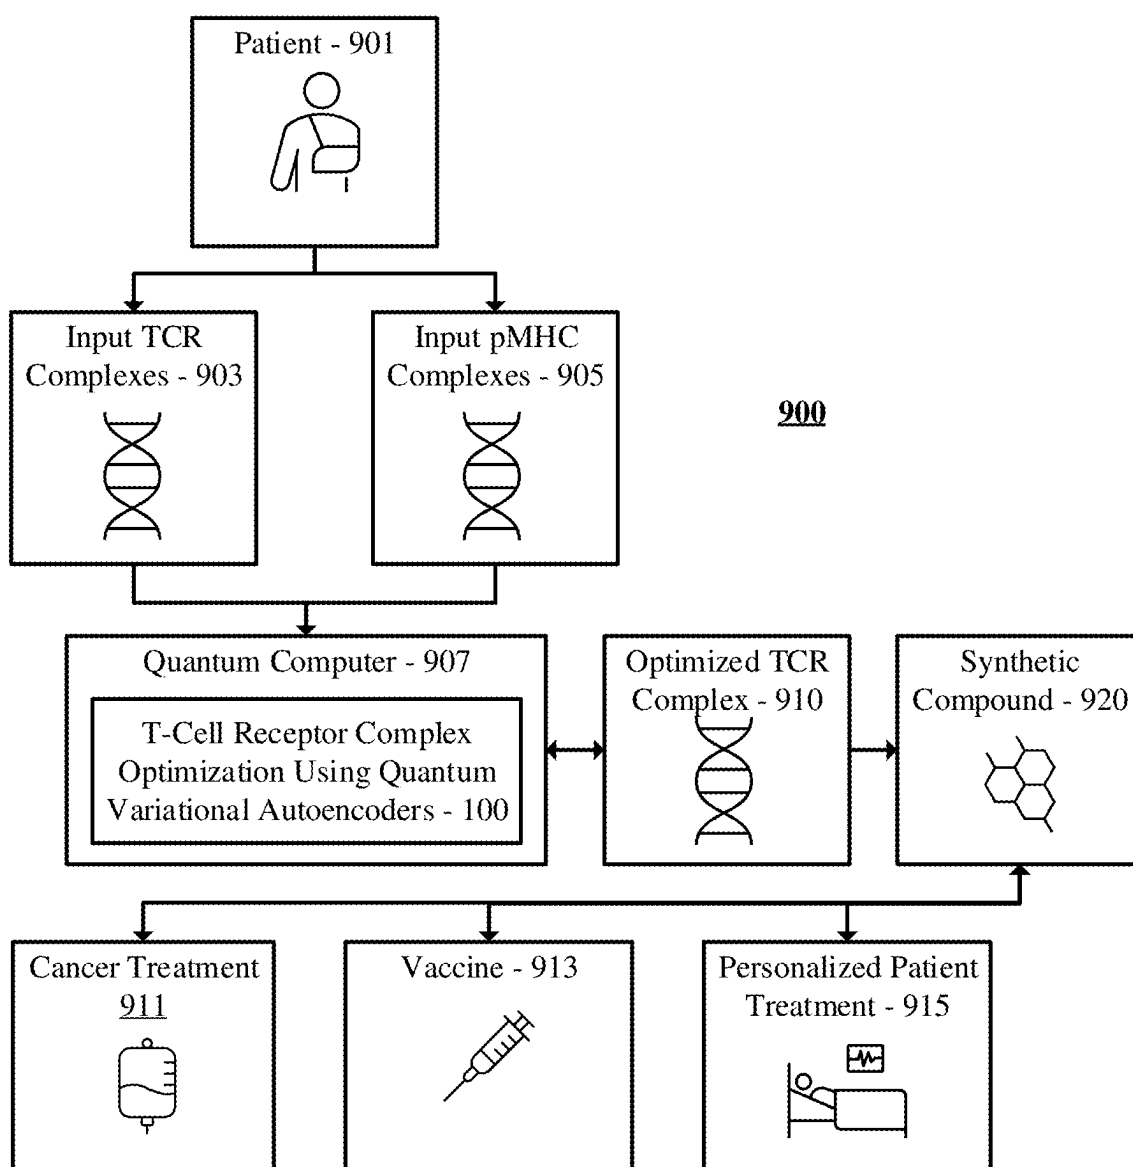 Patient - 901
Input TCR
Complexes - 903
Input pMHC
Complexes - 905
900
Quantum Computer - 907
T-Cell Receptor Complex
Optimization Using Quantum
Variational Autoencoders - 100
Optimized TCR
Complex - 910
Synthetic
Compound - 920
Cancer Treatment
911
Vaccine - 913
Personalized Patient
Treatment - 915